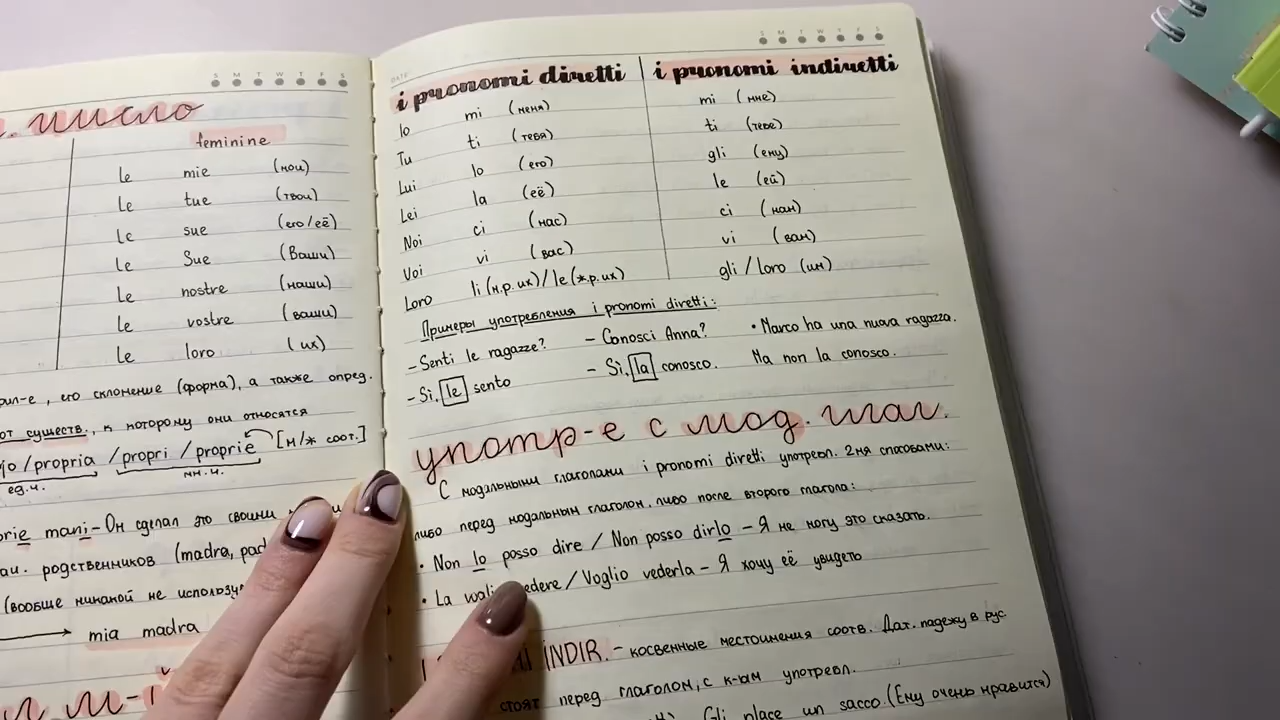 S M T W T F S
число
feminine
le mie (мои)
le tue (твои)
le sue (его/её)
le Sue (Ваши)
le nostre (наши)
le vostre (ваши)
le loro (их)
, его склонение (форма), а также опред.
от существ., к которому они относятся
/propria /propri /proprie [м/ж соот.]
ед.ч. мн.ч.
mani - Он сделал это своими
родственников (madra,
(вообще никакой не
mia madra
S M T W T F S
DATE:
i pronomi diretti | i pronomi indiretti
Io mi (меня) mi (мне)
Tu ti (тебя) ti (тебе)
Lui lo (его) gli (ему)
Lei la (её) le (ей)
Noi ci (нас) ci (нам)
Voi vi (вас) vi (вам)
Loro li (м.р. их)/le (ж.р. их) gli / loro (им)
Примеры употребления i pronomi diretti:
- Senti le ragazze? - Conosci Anna? • Marco ha una nuova ragazza.
- Sì, le sento - Sì, la conosco. Ma non la conosco.
употр-е с мод. глаг.
С модальными глаголами i pronomi diretti употребл. 2мя способами:
либо перед модальным глаголом, либо после второго глагола:
• Non lo posso dire / Non posso dirlo - Я не могу это сказать.
• La vedere / Voglio vederla - Я хочу её увидеть
INDIR. - косвенные местоимения соотв. Дат. падежу в рус.
стоят перед глаголом, с к-ым употребл.
Gli place un sacco (Ему очень нравится)